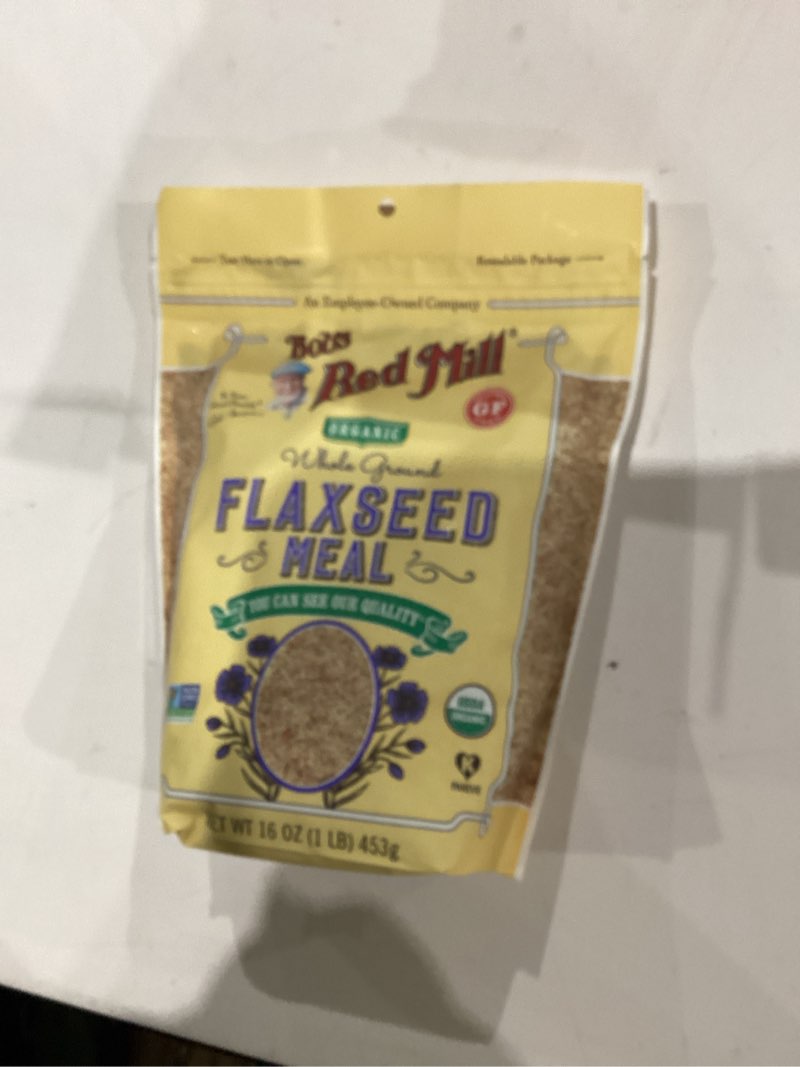 Tear Here to Open
Resealable Package
An Employee-Owned Company
Bob's
Red Mill®
GF
ORGANIC
Whole Ground
FLAXSEED
MEAL
YOU CAN SEE OUR QUALITY
USDA
ORGANIC
K
PAREVE
ET WT 16 OZ (1 LB) 453g